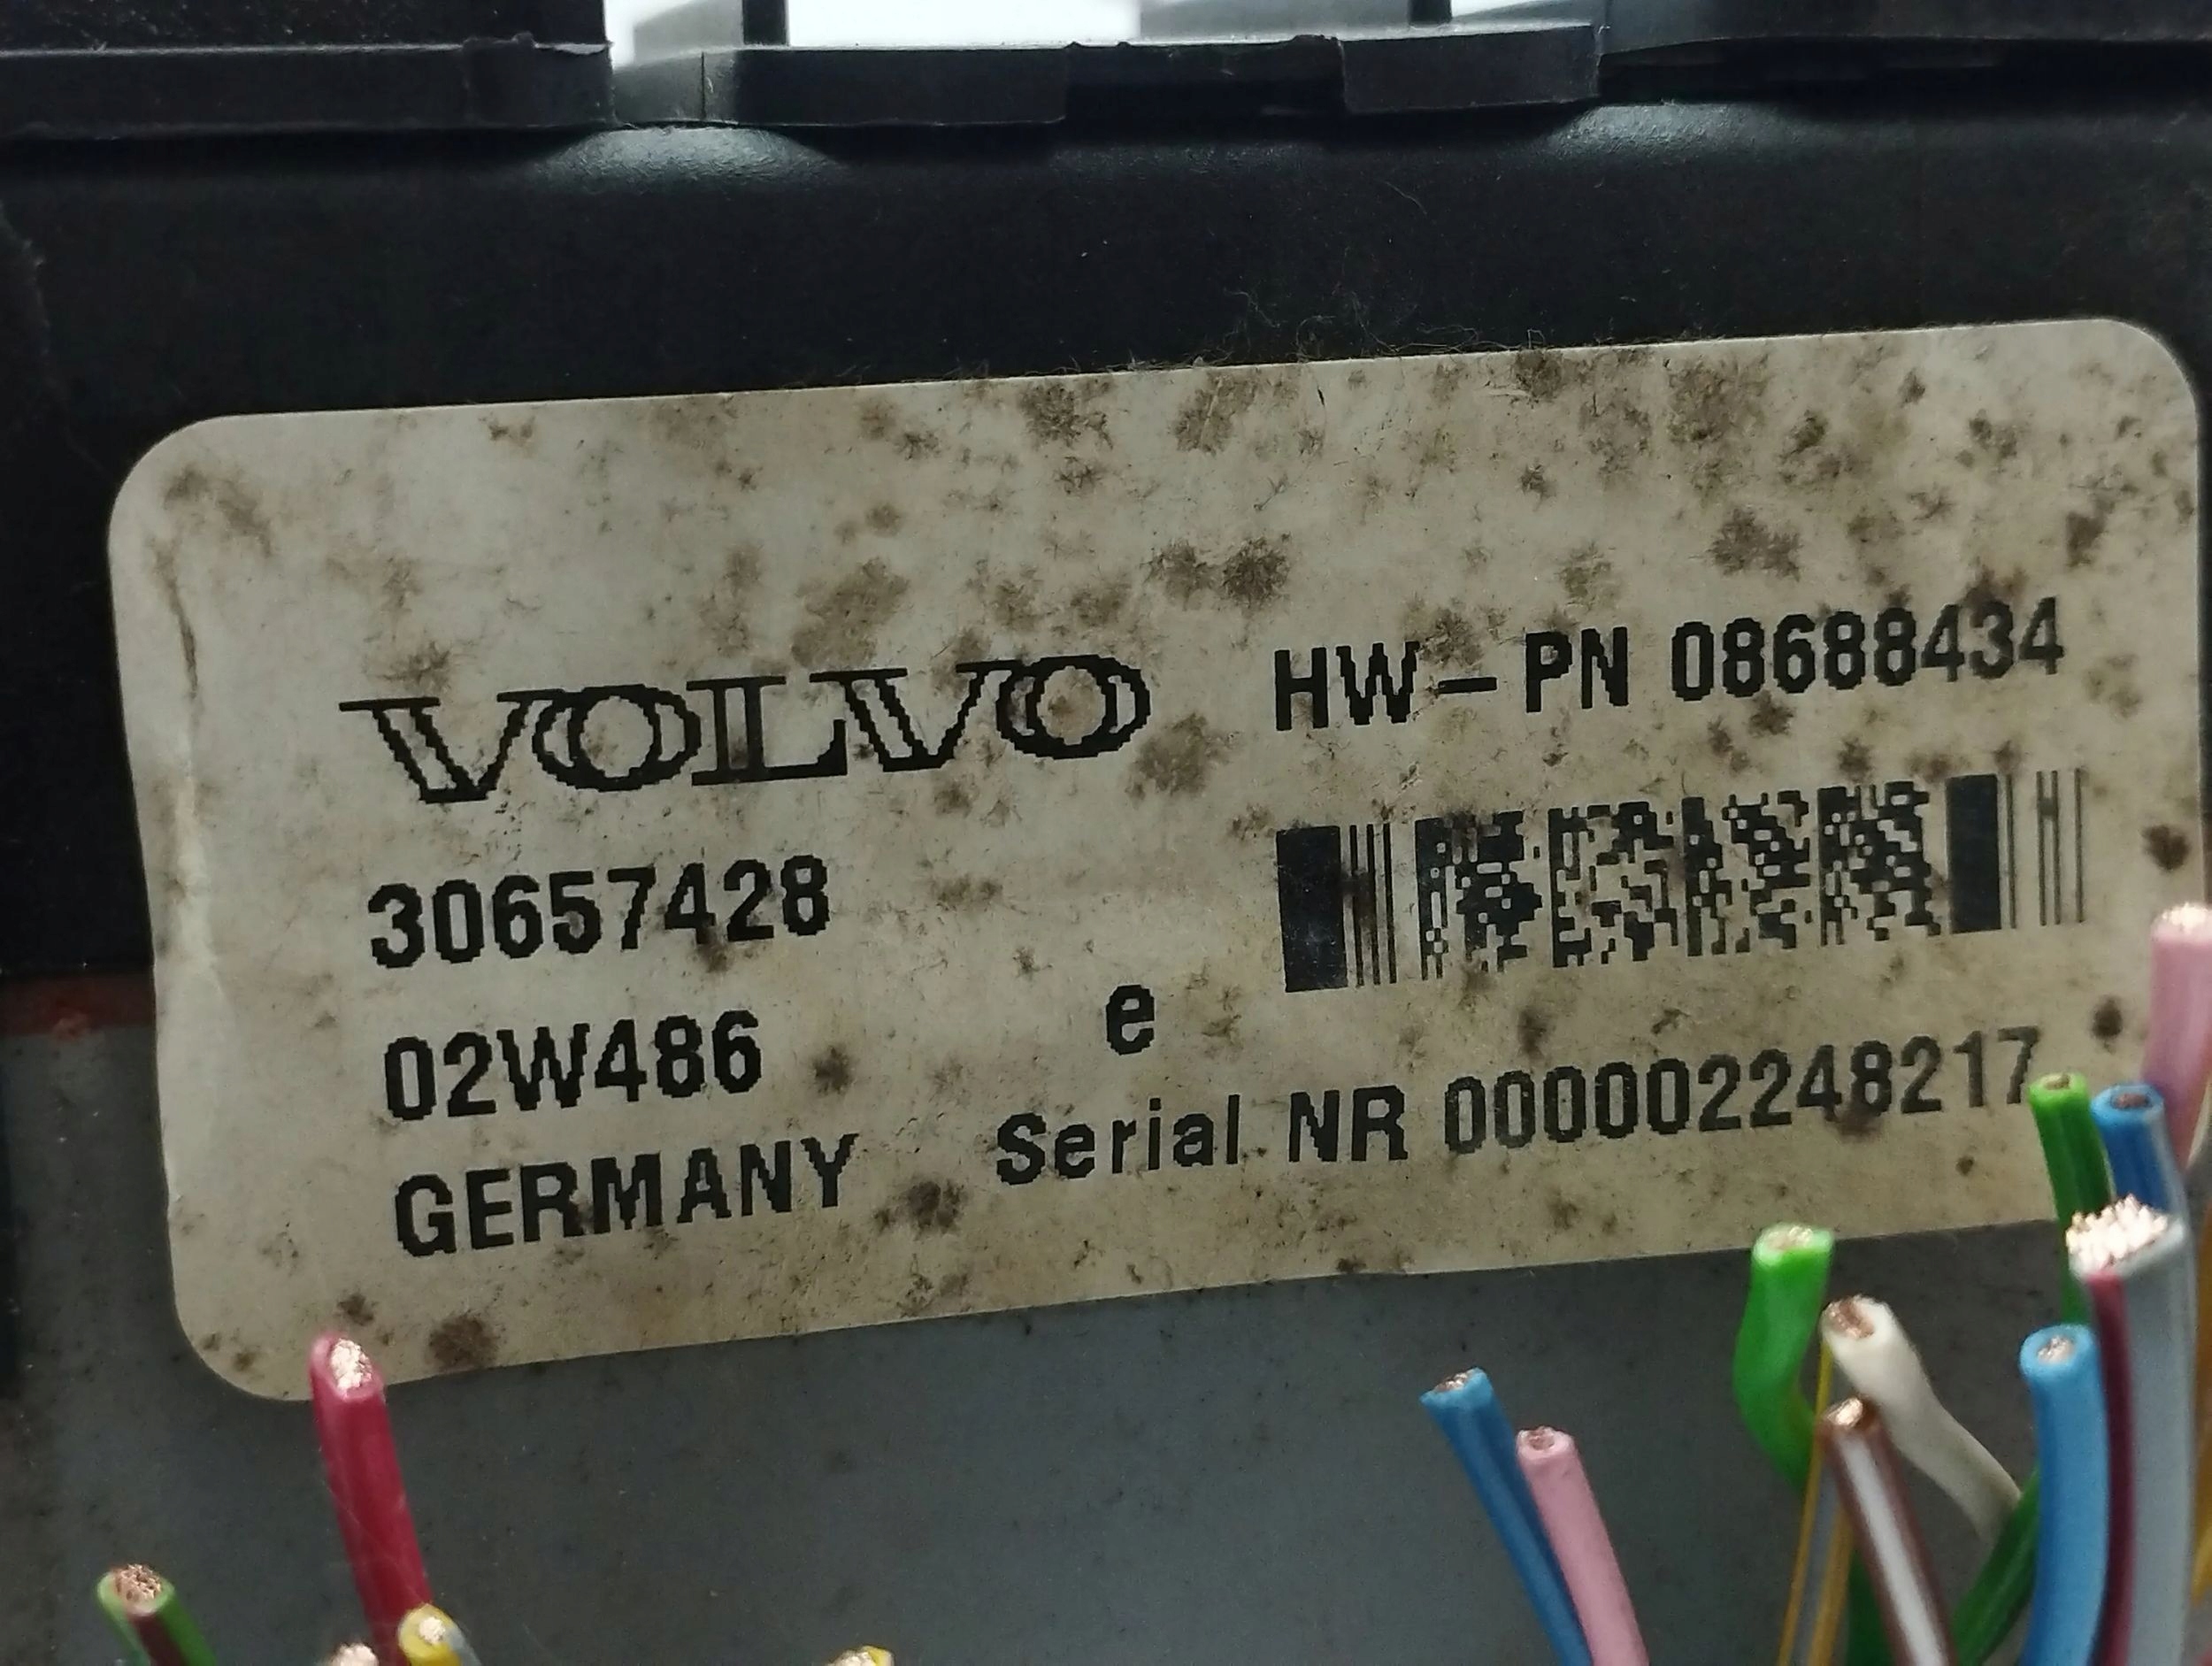 VOLVO
HW-PN 08688434
30657428
02W486
e
GERMANY
Serial NR 000002248217